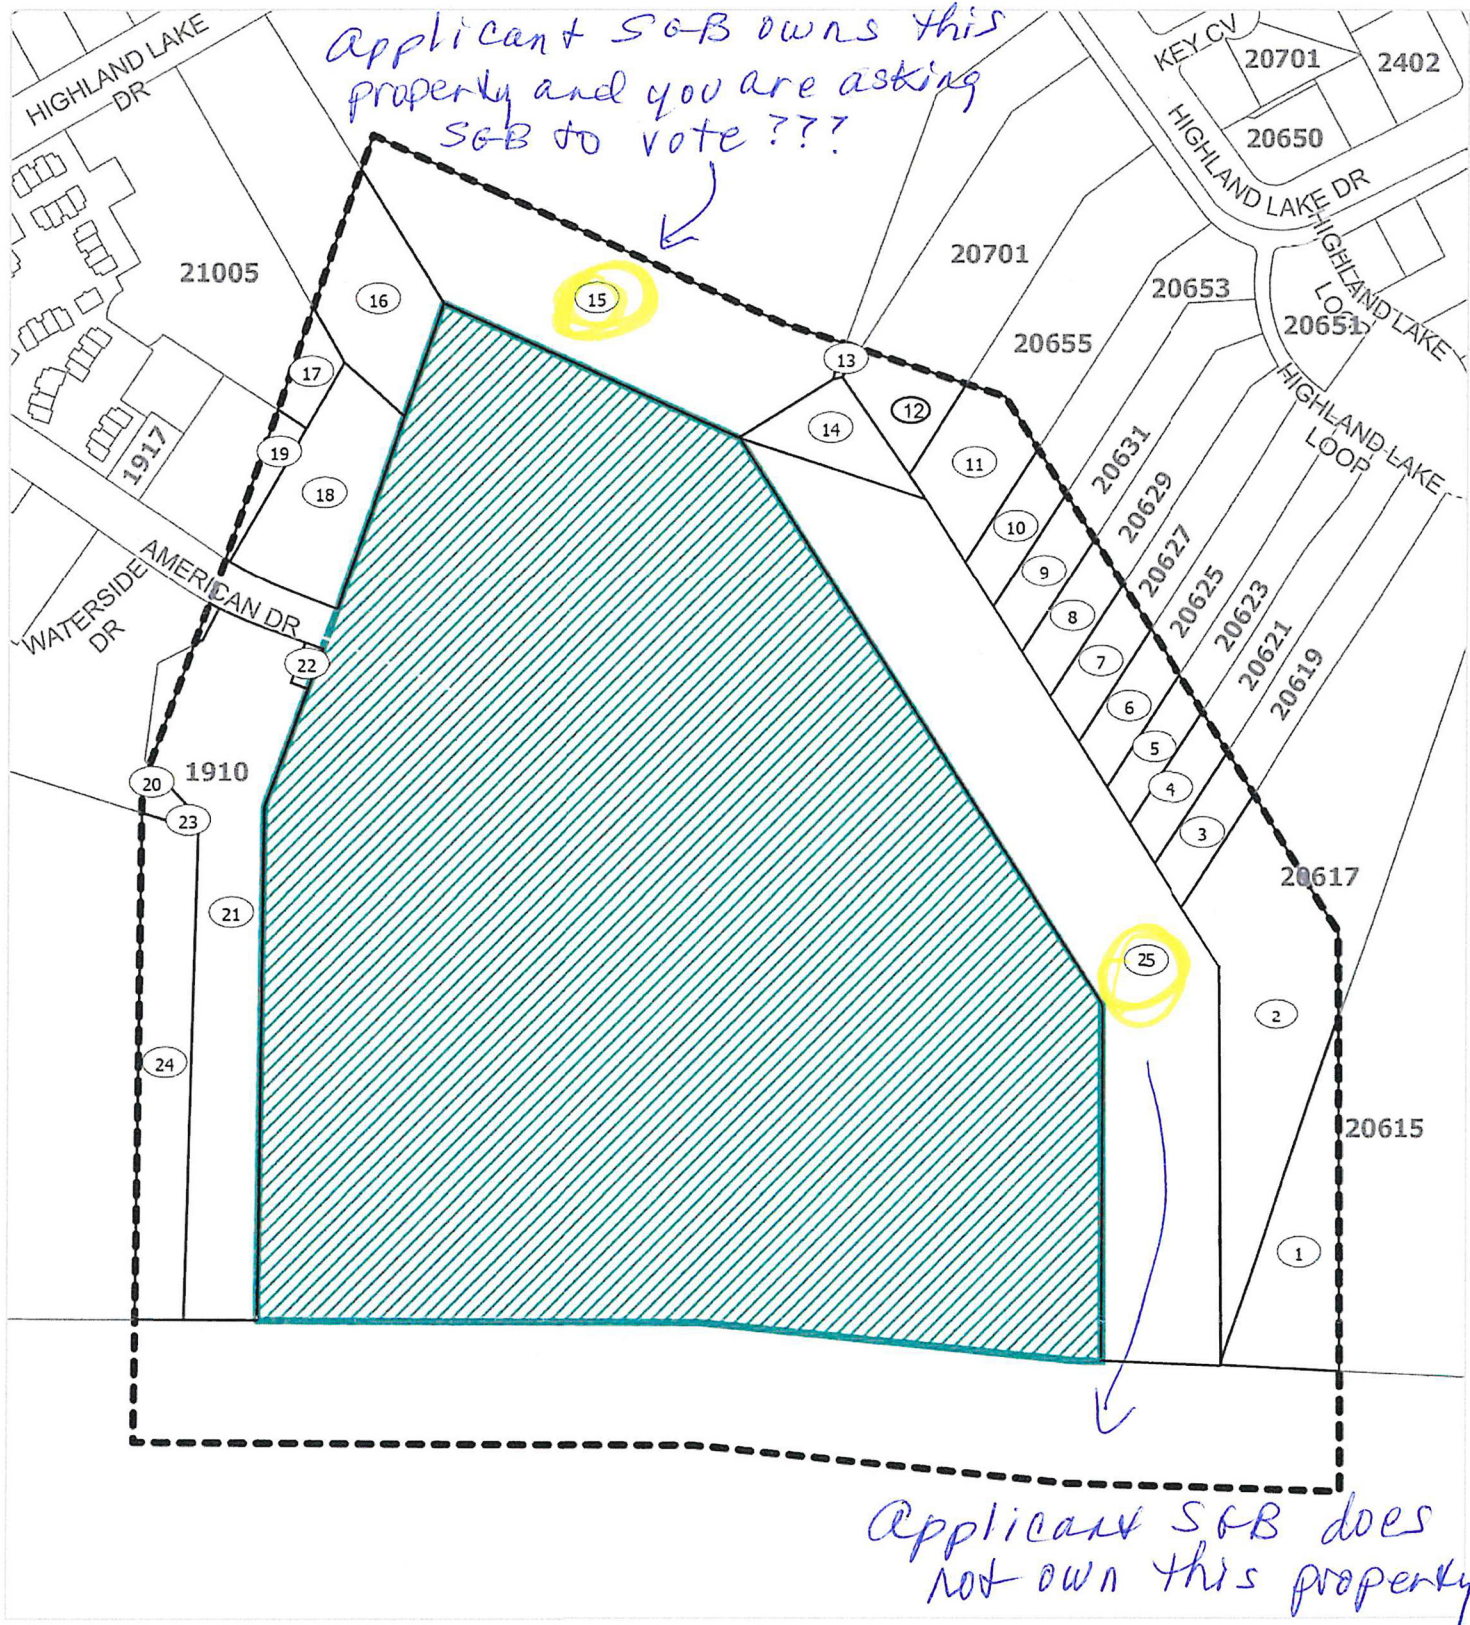 Applicant SGB owns this
property and you are asking
SGB to vote ???
HIGHLAND LAKE
DR
KEY CV
20701
2402
20650
HIGHLAND LAKE DR
HIGHLAND LAKE
LOOP
21005
16
15
20701
20653
20651
20655
13
HIGHLAND LAKE
LOOP
17
12
14
1917
19
11
18
20631
10
20629
9
20627
AMERICAN DR
8
20625
WATERSIDE
DR
22
7
20623
6
20621
5
20619
20
1910
4
23
3
20617
21
25
2
24
20615
1
Applicant SGB does
not own this property